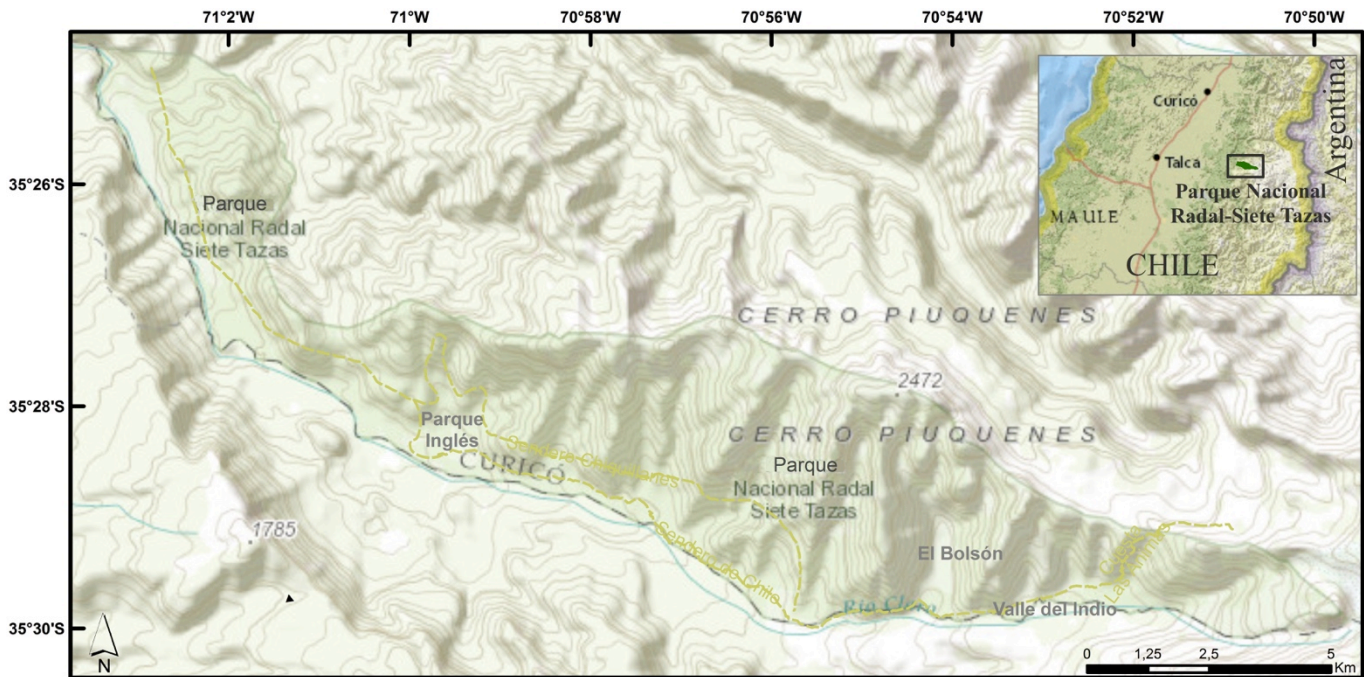 71°2'W
71°W
70°58'W
70°56'W
70°54'W
70°52'W
70°50'W
35°26'S
35°28'S
35°30'S
Curicó
Talca
Argentina
Parque Nacional
Radal-Siete Tazas
MAULE
CHILE
Parque
Nacional Radal
Siete Tazas
CERRO PIUQUENES
2472
CERRO PIUQUENES
Parque
Inglés
CURICÓ
Parque
Nacional Radal
Siete Tazas
1785
Sendero de Chile
El Bolsón
Río Claro
Valle del Indio
N
0
1,25
2,5
5
Km